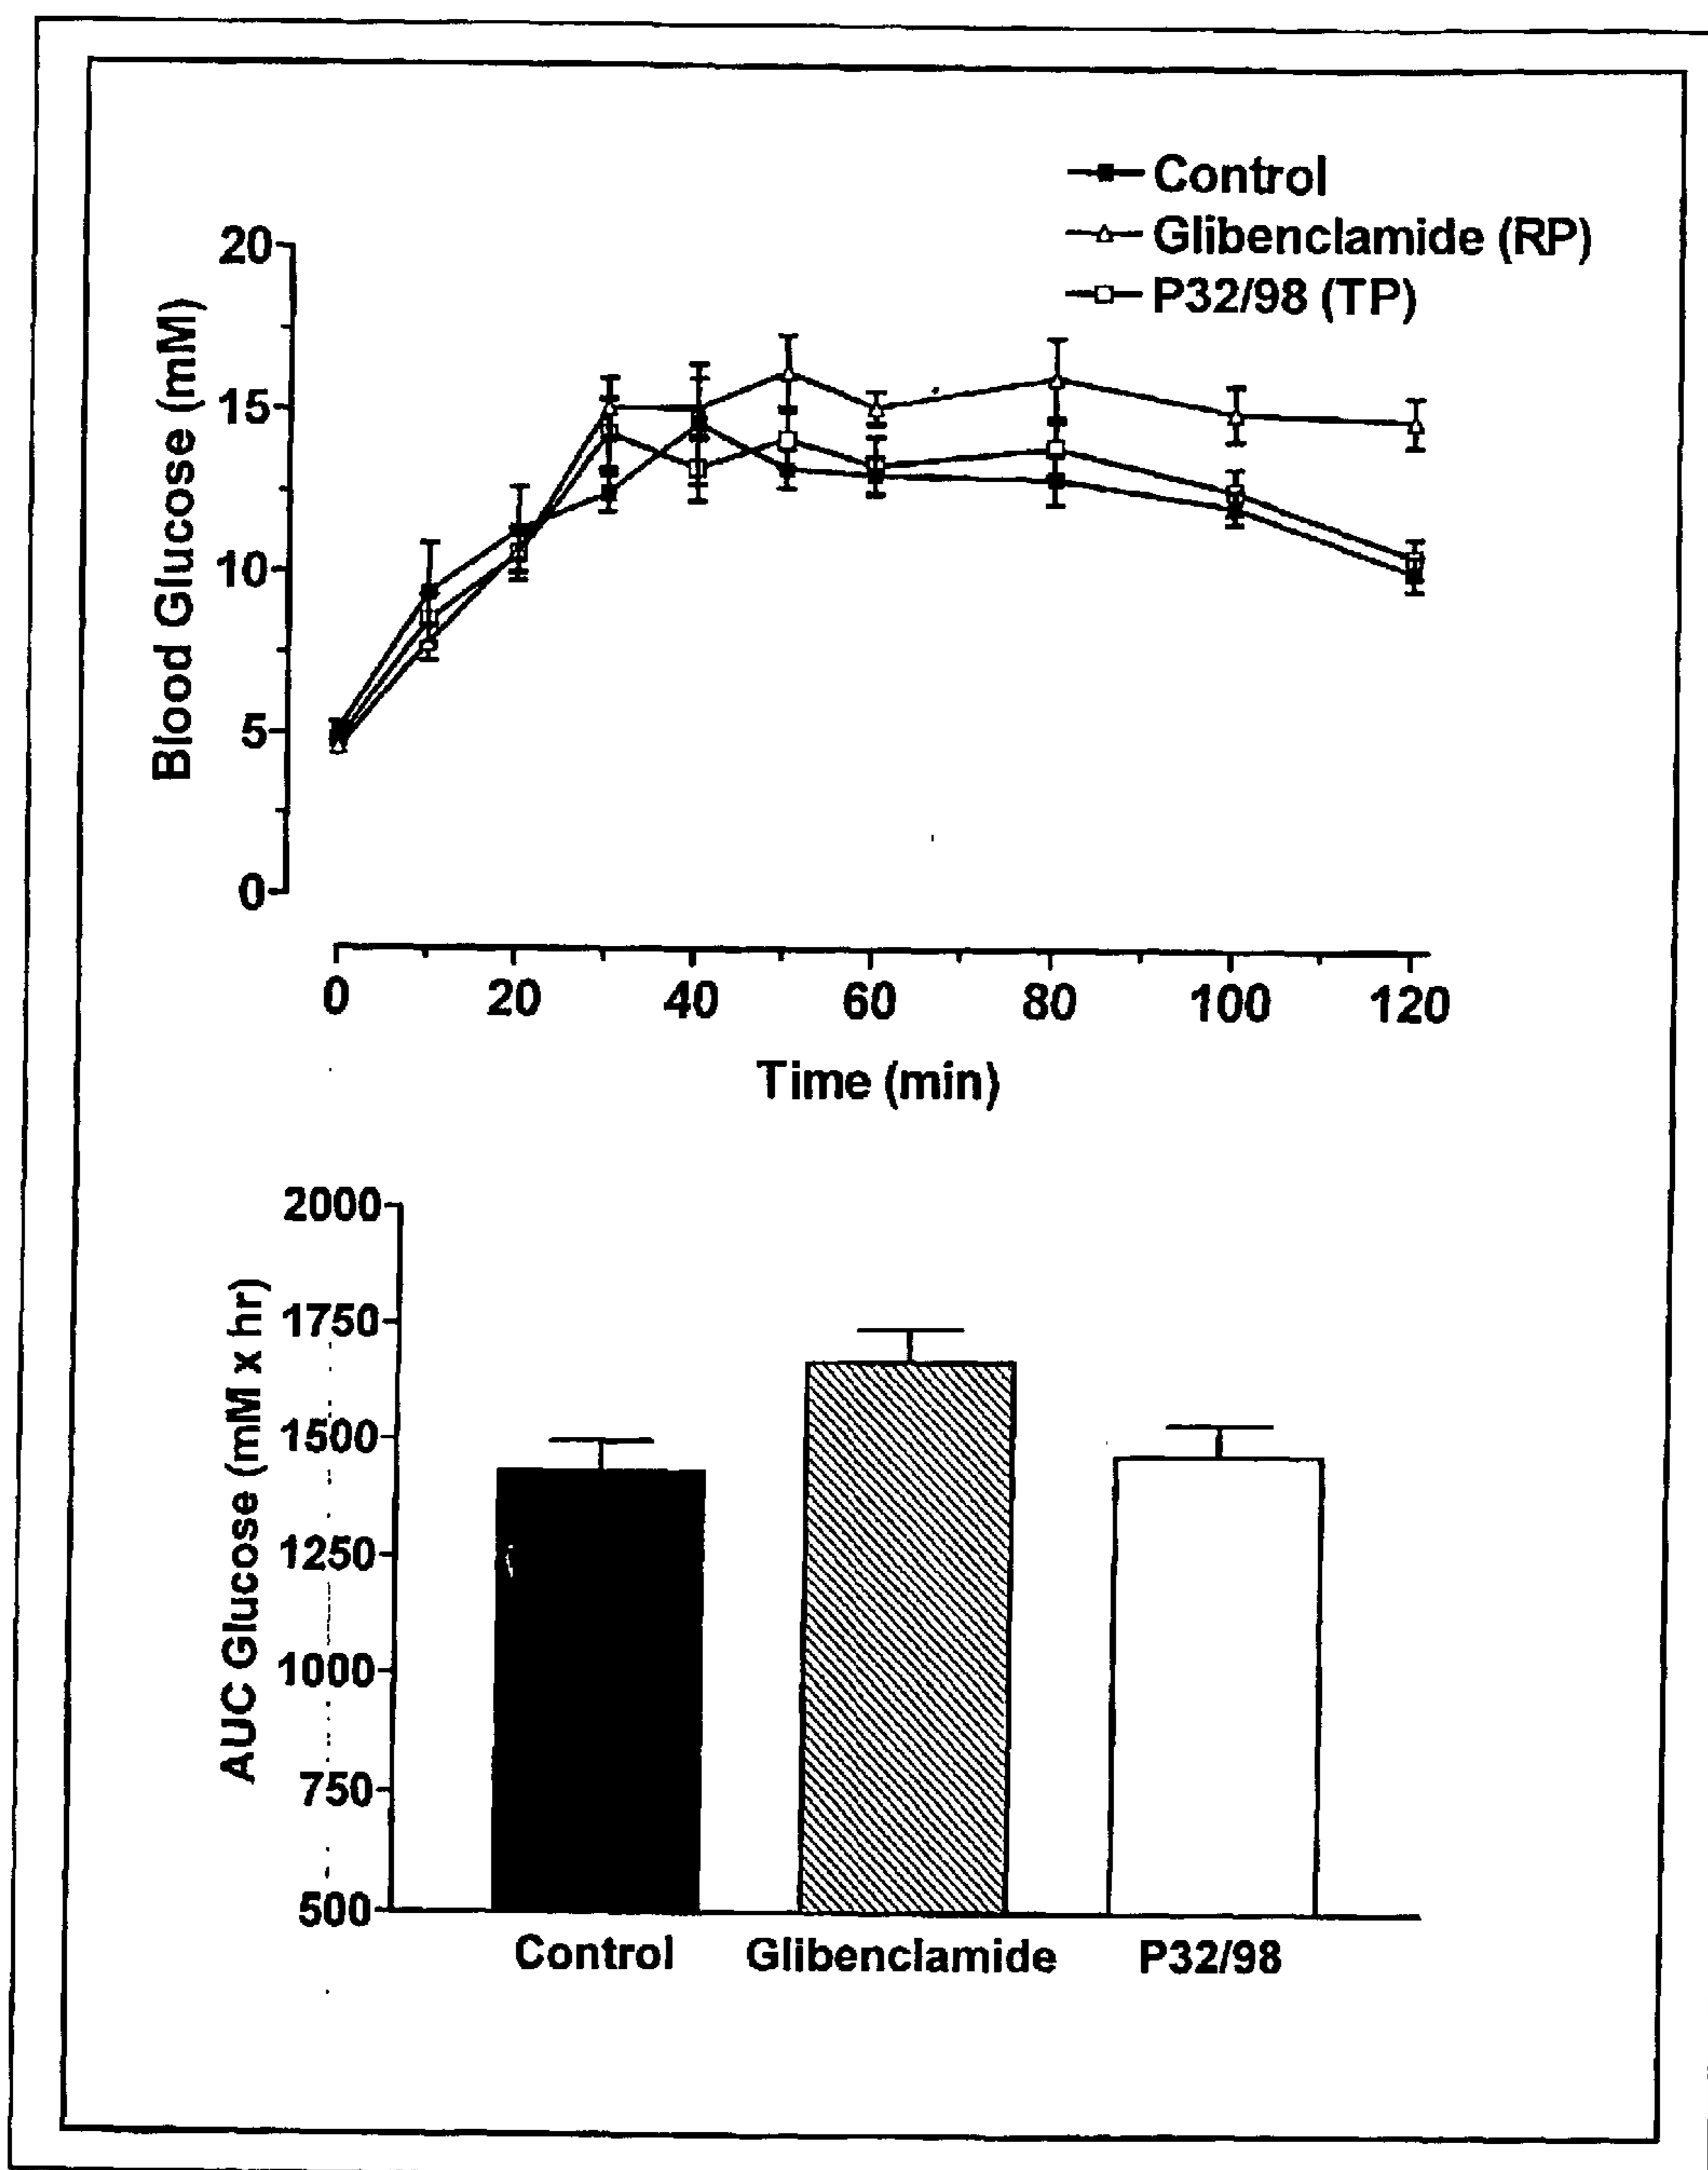 Control
Glibenclamide (RP)
P32/98 (TP)
Blood Glucose (mM)
20
15
10
5
0
0 20 40 60 80 100 120
Time (min)
AUC Glucose (mM x hr)
2000
1750
1500
1250
1000
750
500
Control Glibenclamide P32/98